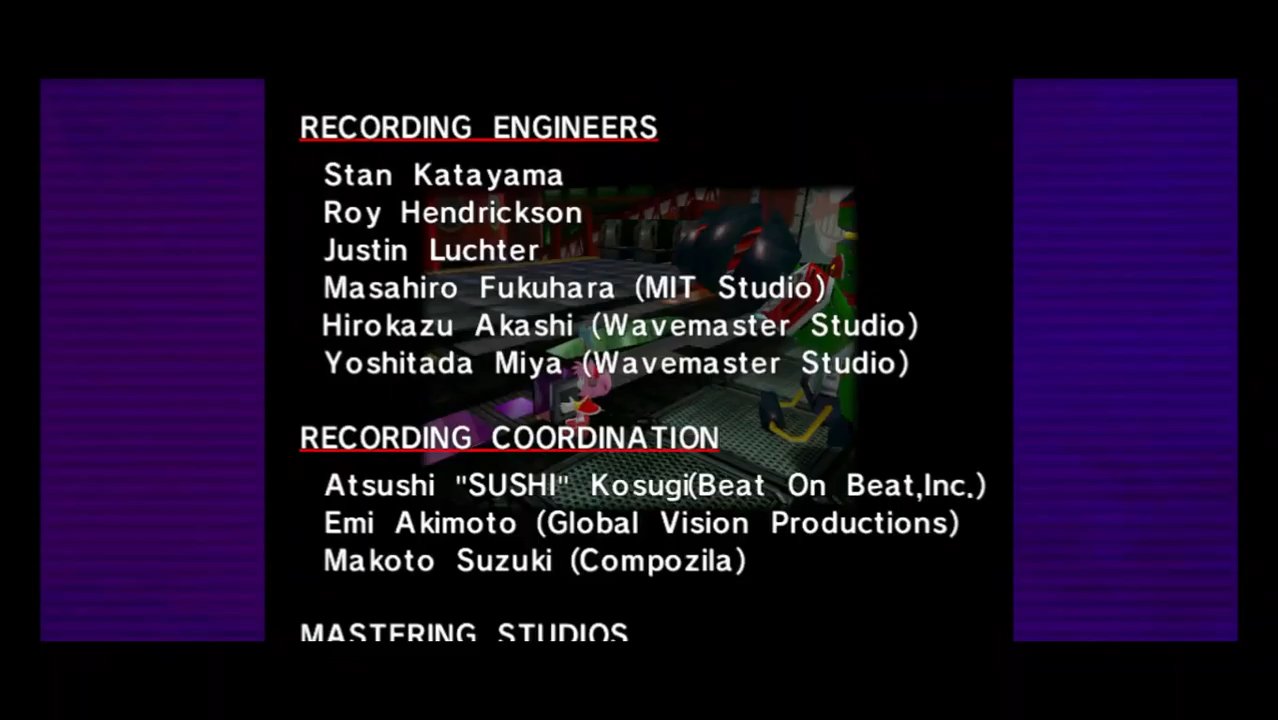 RECORDING ENGINEERS
Stan Katayama
Roy Hendrickson
Justin Luchter
Masahiro Fukuhara (MIT Studio)
Hirokazu Akashi (Wavemaster Studio)
Yoshitada Miya (Wavemaster Studio)
RECORDING COORDINATION
Atsushi "SUSHI" Kosugi(Beat On Beat,Inc.)
Emi Akimoto (Global Vision Productions)
Makoto Suzuki (Compozila)
MASTERING STUDIOS